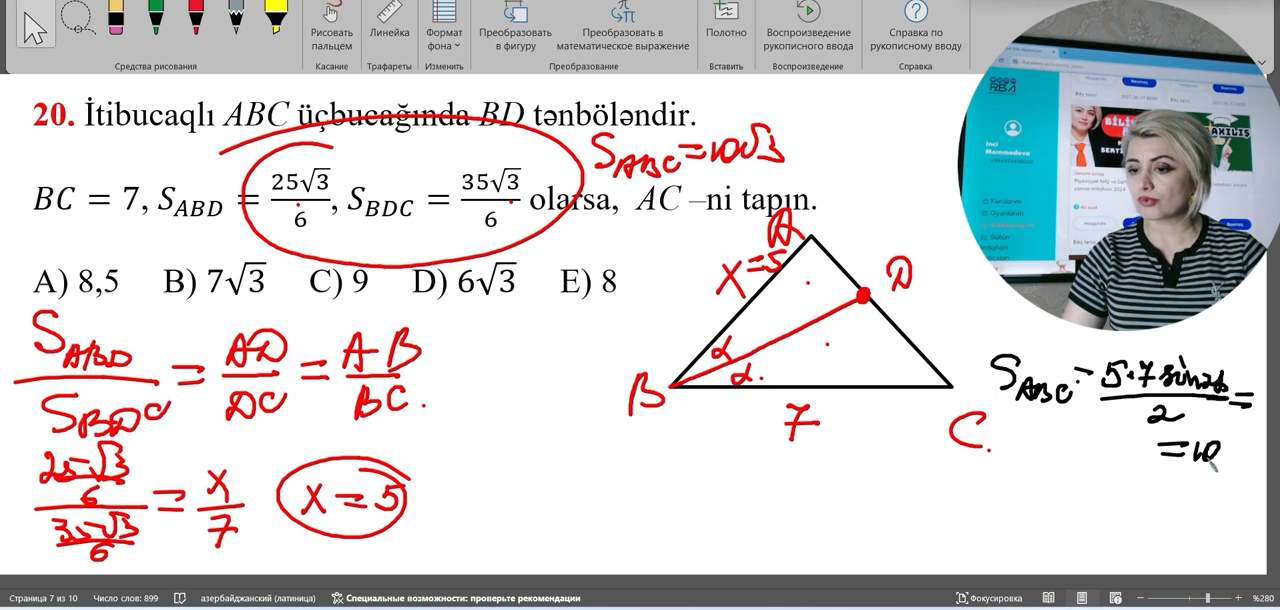 Рисовать пальцем
Линейка
Формат фона
Преобразовать в фигуру
Преобразовать в математическое выражение
Полотно
Воспроизведение рукописного ввода
Справка по рукописному вводу
Средства рисования
Касание
Трафареты
Изменить
Преобразование
Вставить
Воспроизведение
Справка
20. İtibucaqlı ABC üçbucağında BD tənböləndir.
S_ABC = 10√3
BC = 7, S_ABD = 25√3/6, S_BDC = 35√3/6 olarsa, AC –ni tapın.
A) 8,5 B) 7√3 C) 9 D) 6√3 E) 8
A
D
x=5
α
α
B
7
C
S_ABD/S_BDC = AD/DC = AB/BC
25√3/6 / 35√3/6 = x/7 x = 5
S_ABC = 5·7 sin2α/2 =
= 10
RBA
Inci
Kurslarım
Oyunlarım
Bütün
Страница 7 из 10 Число слов: 899 азербайджанский (латиница) Специальные возможности: проверьте рекомендации Фокусировка %280